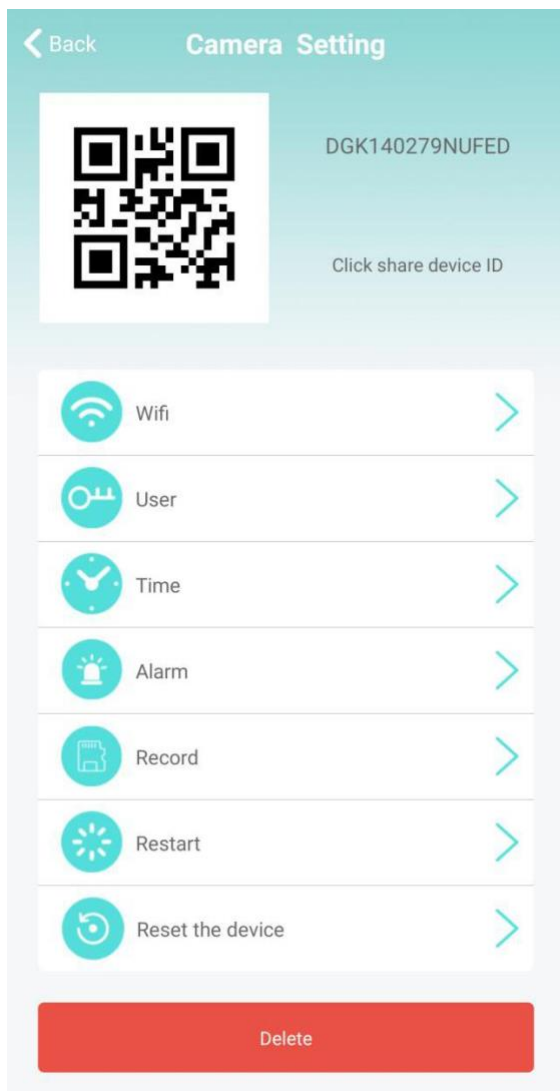 Back
Camera Setting
DGK140279NUFED
Click share device ID
Wifi
User
Time
Alarm
Record
Restart
Reset the device
Delete